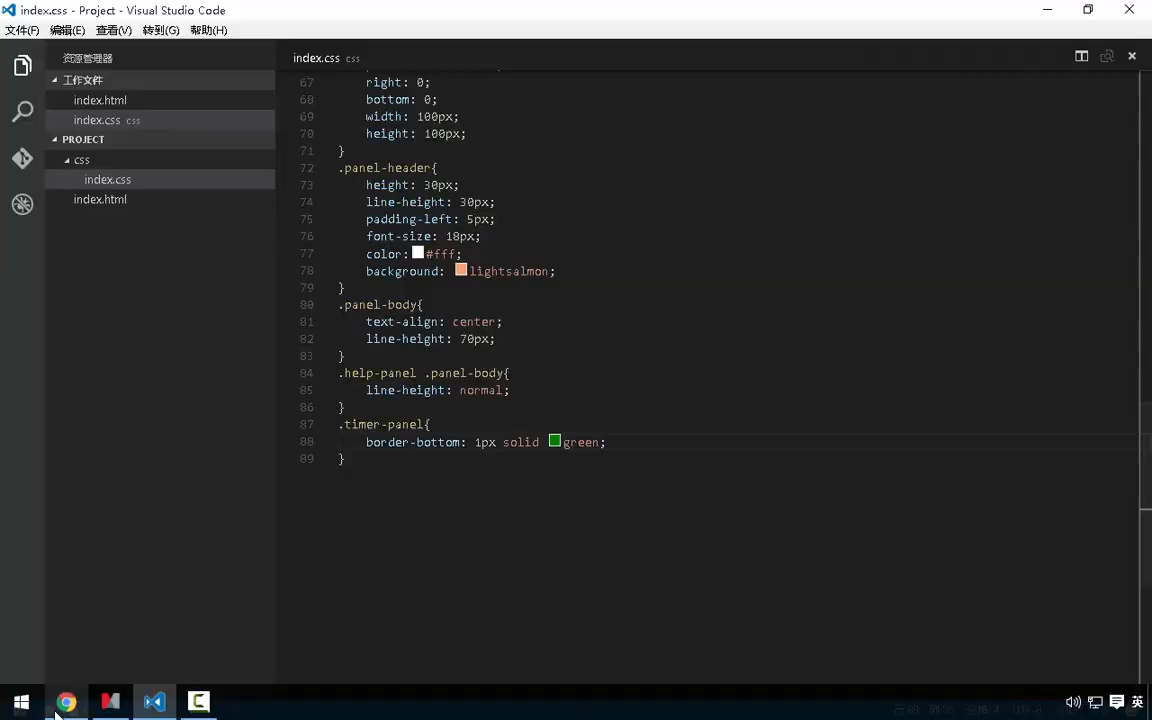 index.css - Project - Visual Studio Code
文件(F) 编辑(E) 查看(V) 转到(G) 帮助(H)
资源管理器
工作文件
index.html
index.css css
PROJECT
css
index.css
index.html
index.css css
67 right: 0;
68 bottom: 0;
69 width: 100px;
70 height: 100px;
71 }
72 .panel-header{
73 height: 30px;
74 line-height: 30px;
75 padding-left: 5px;
76 font-size: 18px;
77 color: #fff;
78 background: lightsalmon;
79 }
80 .panel-body{
81 text-align: center;
82 line-height: 70px;
83 }
84 .help-panel .panel-body{
85 line-height: normal;
86 }
87 .timer-panel{
88 border-bottom: 1px solid green;
89 }
英